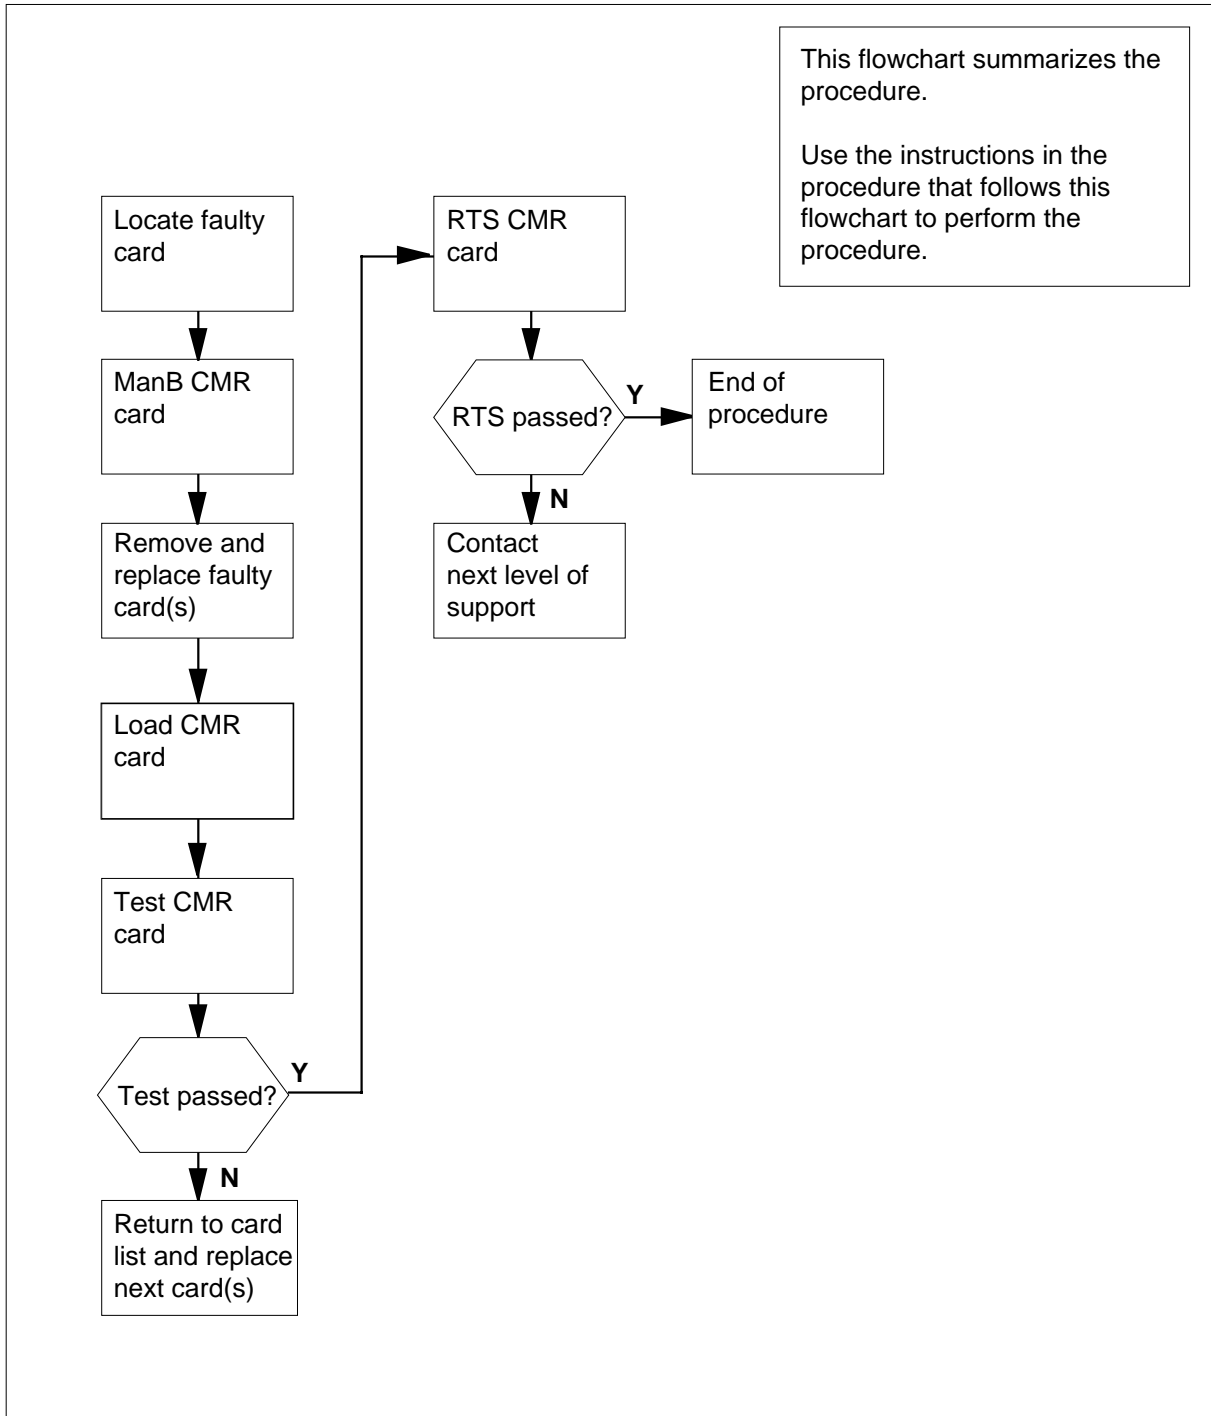 This flowchart summarizes the
procedure.
Use the instructions in the
procedure that follows this
flowchart to perform the
procedure.
Locate faulty
card
ManB CMR
card
Remove and
replace faulty
card(s)
Load CMR
card
Test CMR
card
Test passed?
Y
N
Return to card
list and replace
next card(s)
RTS CMR
card
RTS passed?
Y
N
End of
procedure
Contact
next level of
support